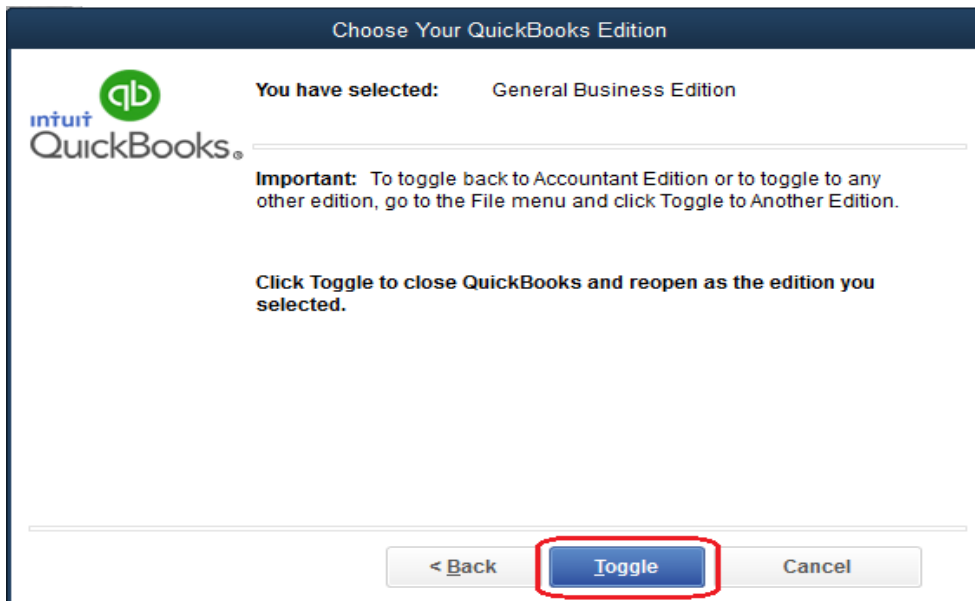 Choose Your QuickBooks Edition
qb
ıntuıt
QuickBooks®
You have selected: General Business Edition
Important: To toggle back to Accountant Edition or to toggle to any
other edition, go to the File menu and click Toggle to Another Edition.
Click Toggle to close QuickBooks and reopen as the edition you
selected.
< Back Toggle Cancel